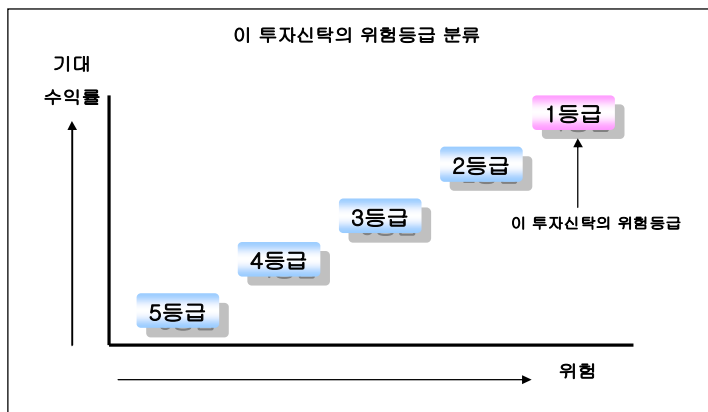 이 투자신탁의 위험등급 분류
기대
수익률
1등급
2등급
3등급
이 투자신탁의 위험등급
4등급
5등급
위험